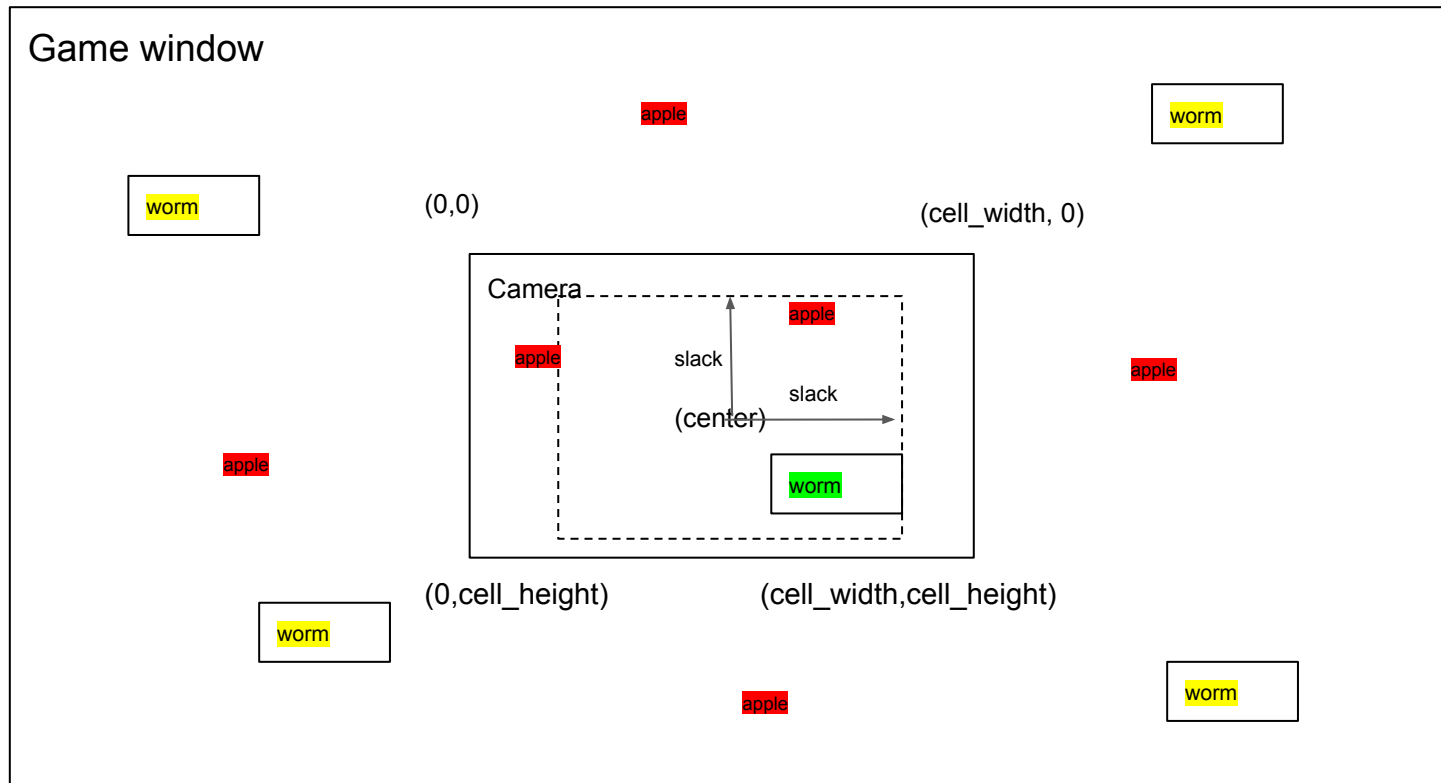 Game window
apple
worm
worm
(0,0)
(cell_width, 0)
Camera
apple
apple
slack
apple
slack
(center)
apple
worm
(0,cell_height)
(cell_width,cell_height)
worm
worm
apple